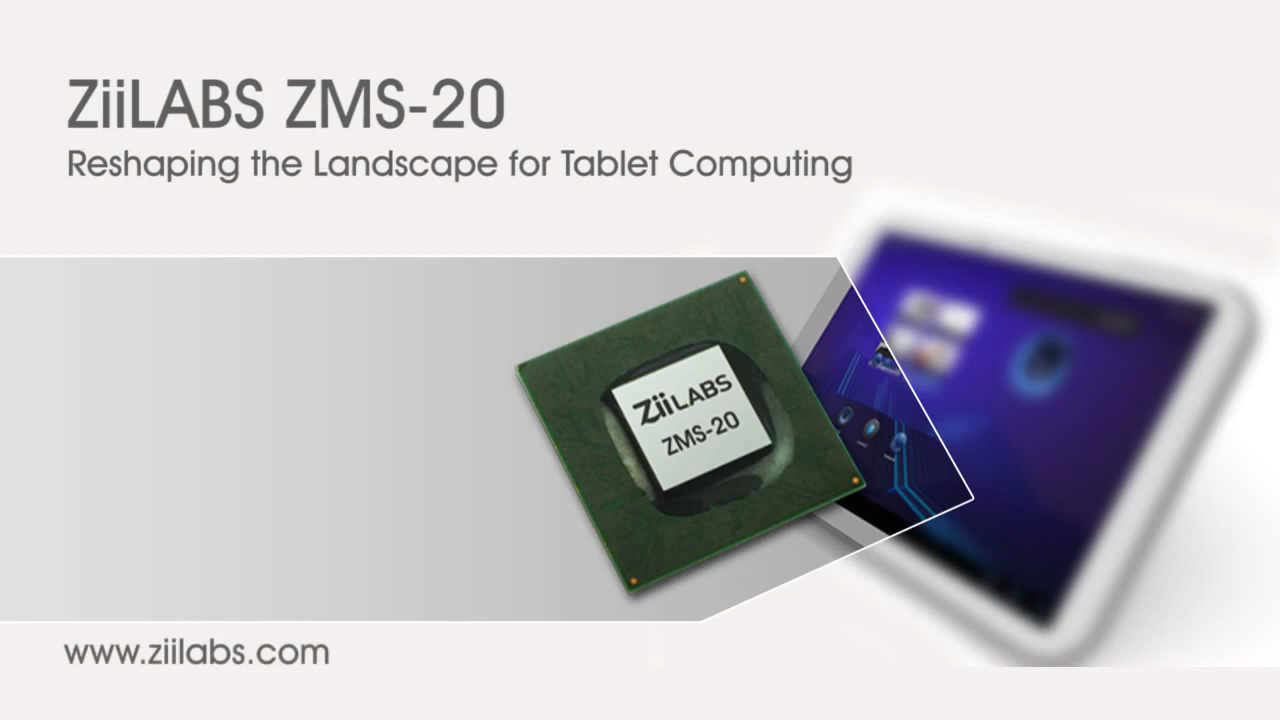 ZiiLABS ZMS-20
Reshaping the Landscape for Tablet Computing
ZiiLABS
ZMS-20
www.ziilabs.com